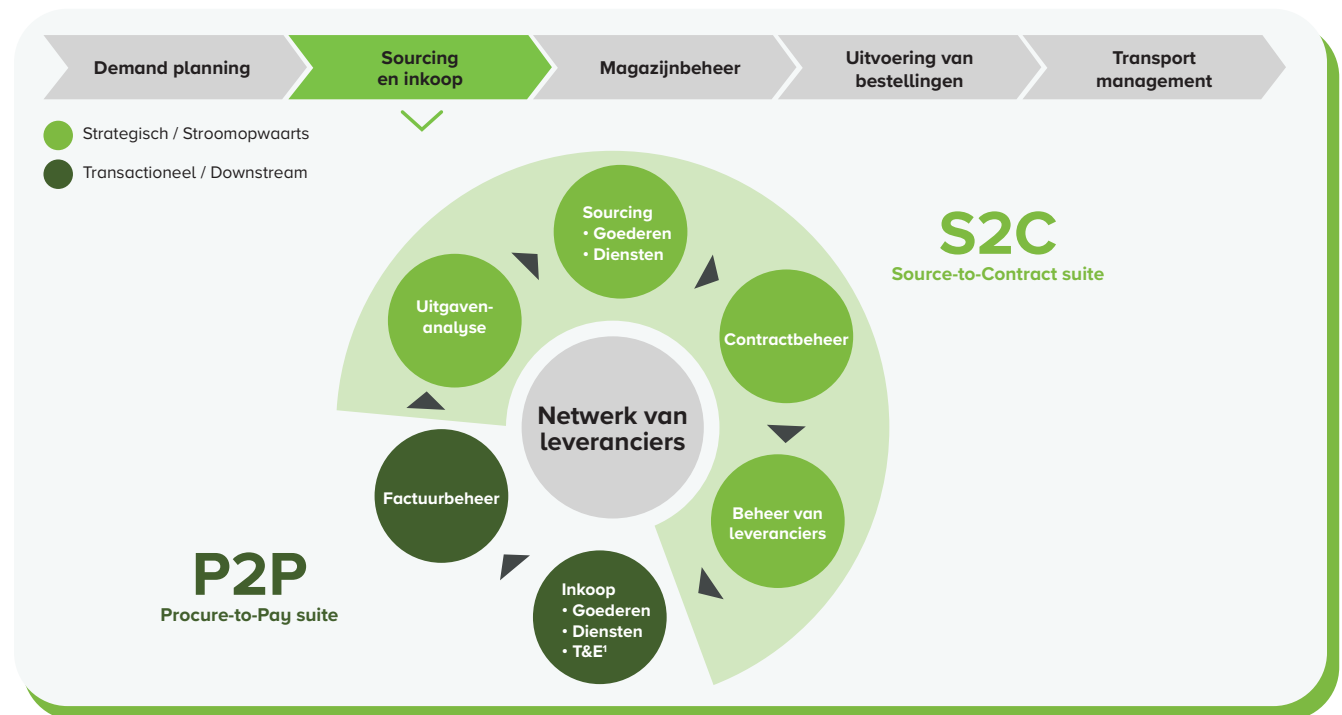 Demand planning
Sourcing
en inkoop
Magazijnbeheer
Uitvoering van
bestellingen
Transport
management
Strategisch / Stroomopwaarts
Transactioneel / Downstream
Sourcing
• Goederen
• Diensten
S2C
Source-to-Contract suite
Uitgaven-
analyse
Contractbeheer
Netwerk van
leveranciers
Factuurbeheer
Beheer van
leveranciers
P2P
Procure-to-Pay suite
Inkoop
• Goederen
• Diensten
• T&E¹